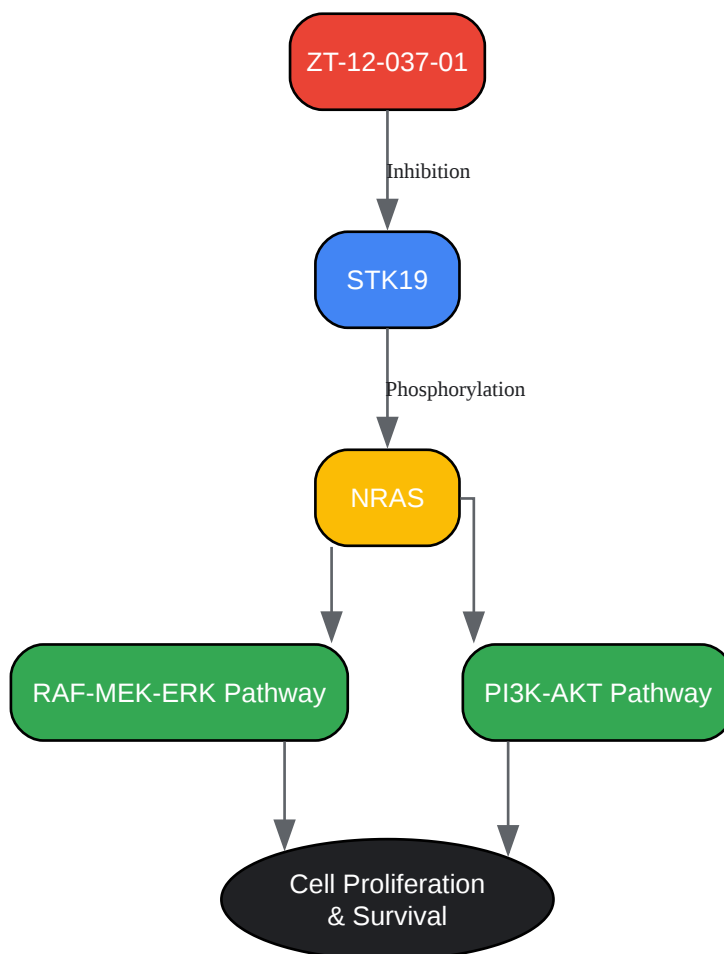 ZT-12-037-01
Inhibition
STK19
Phosphorylation
NRAS
RAF-MEK-ERK Pathway
PI3K-AKT Pathway
Cell Proliferation
& Survival